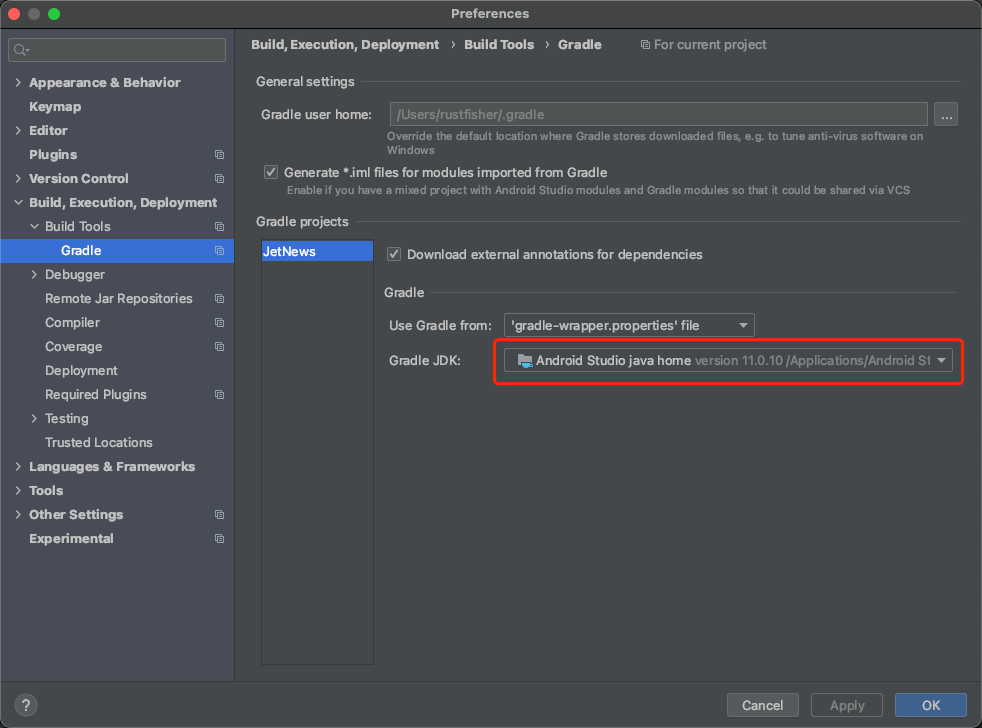 Preferences
Appearance & Behavior
Keymap
Editor
Plugins
Version Control
Build, Execution, Deployment
Build Tools
Gradle
Debugger
Remote Jar Repositories
Compiler
Coverage
Deployment
Required Plugins
Testing
Trusted Locations
Languages & Frameworks
Tools
Other Settings
Experimental
Build, Execution, Deployment › Build Tools › Gradle For current project
General settings
Gradle user home: /Users/rustfisher/.gradle ...
Override the default location where Gradle stores downloaded files, e.g. to tune anti-virus software on
Windows
Generate *.iml files for modules imported from Gradle
Enable if you have a mixed project with Android Studio modules and Gradle modules so that it could be shared via VCS
Gradle projects
JetNews
Download external annotations for dependencies
Gradle
Use Gradle from: 'gradle-wrapper.properties' file
Gradle JDK: Android Studio java home version 11.0.10 /Applications/Android St
?
Cancel
Apply
OK